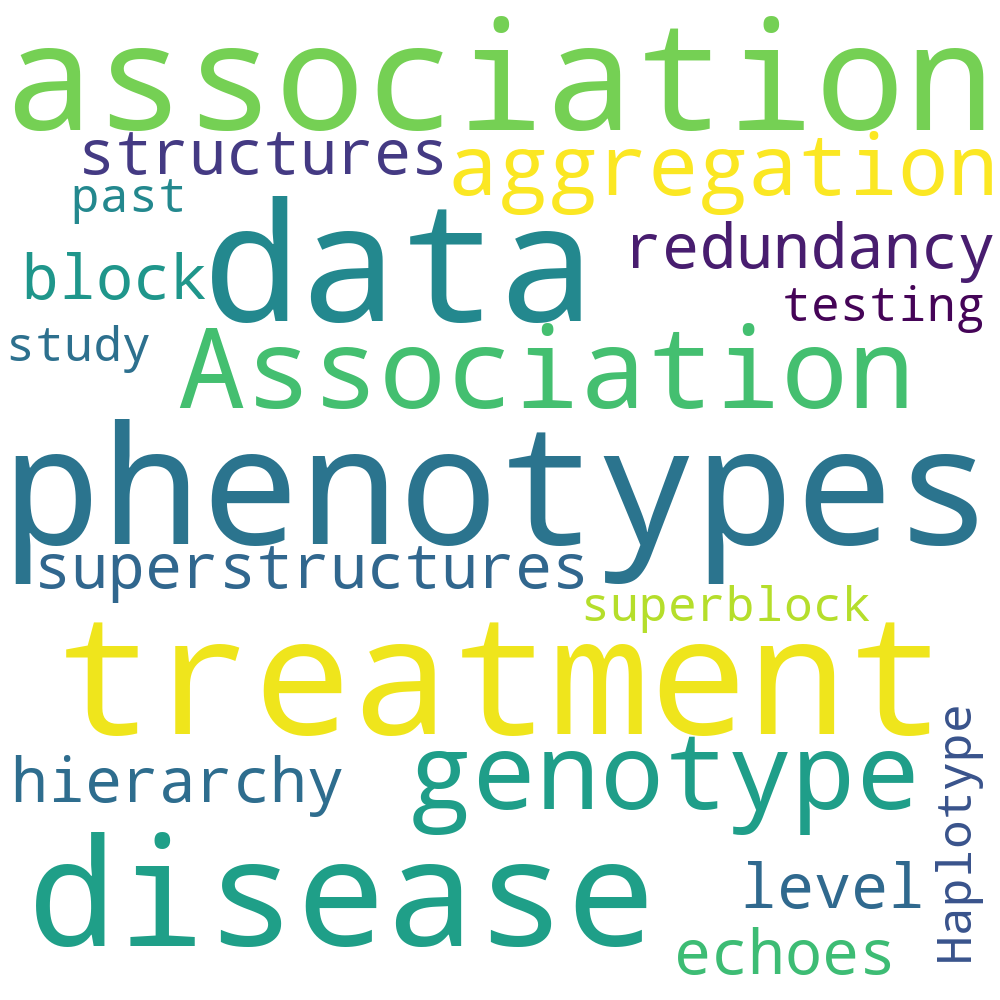 association
structures
aggregation
past
data
redundancy
block
testing
study
Association
phenotypes
superstructures
superblock
treatment
hierarchy
genotype
Haplotype
disease
level
echoes